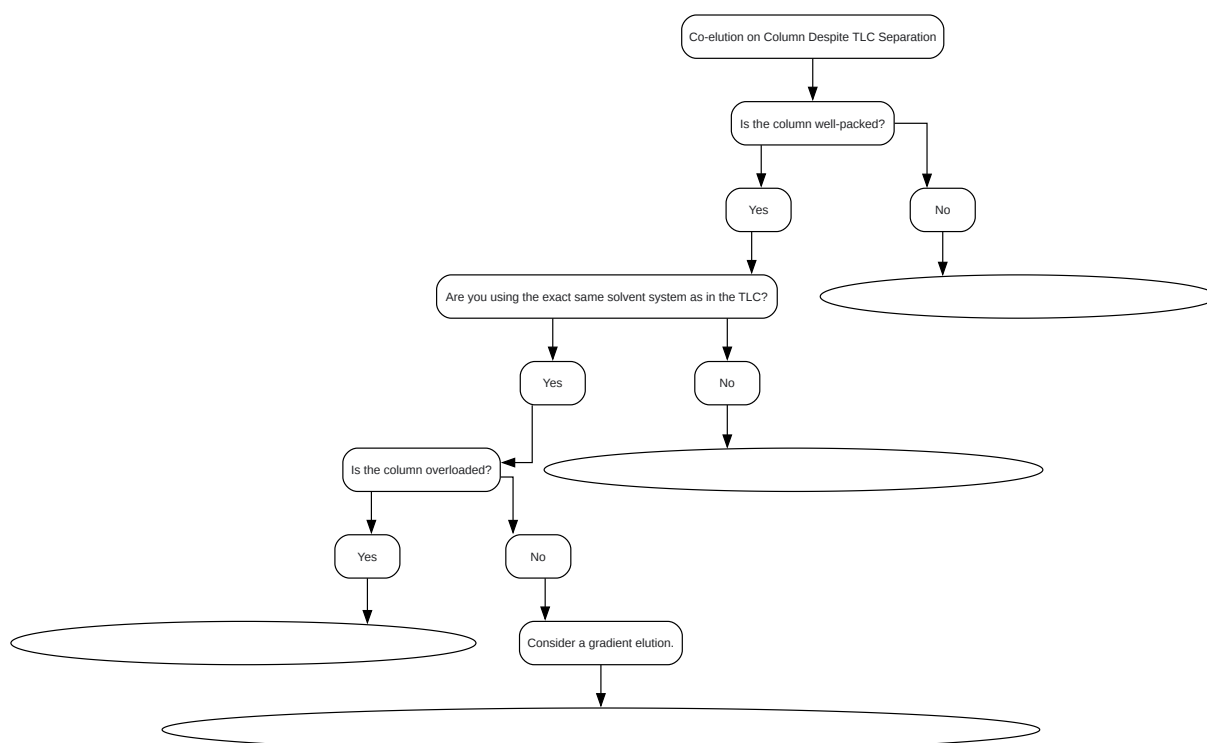 Co-elution on Column Despite TLC Separation
Is the column well-packed?
Yes
No
Are you using the exact same solvent system as in the TLC?
Yes
No
Is the column overloaded?
Yes
No
Consider a gradient elution.